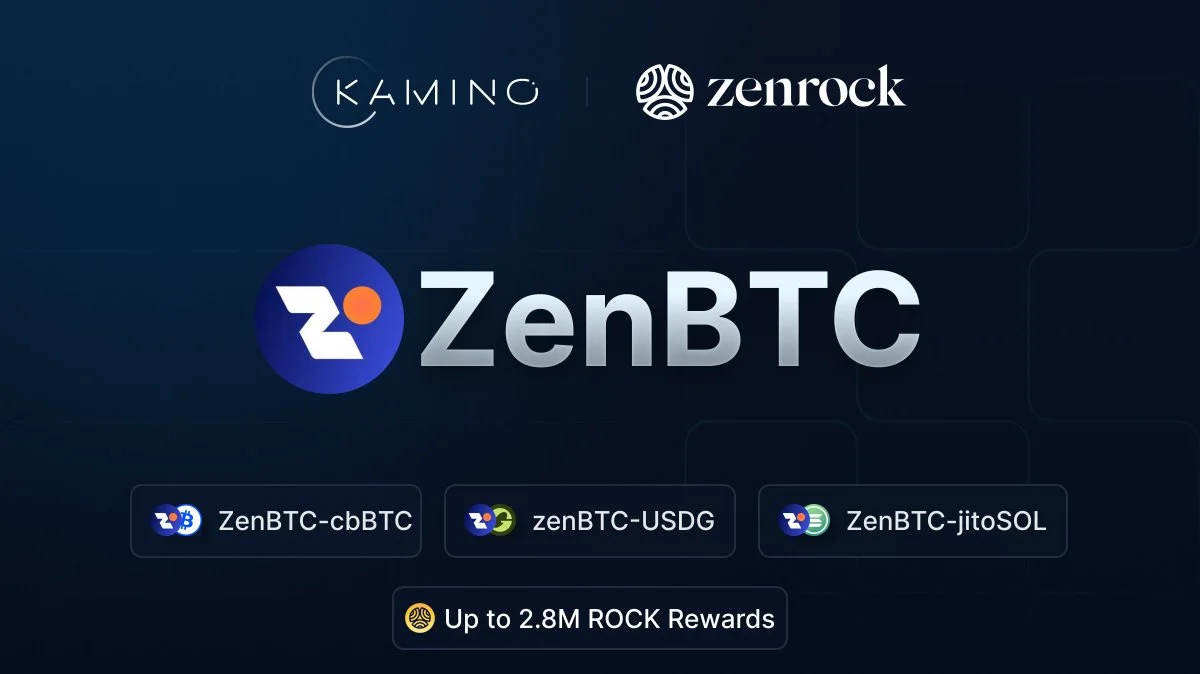 KAMINO
zenrock
ZenBTC
ZenBTC-cbBTC
zenBTC-USDG
ZenBTC-jitoSOL
Up to 2.8M ROCK Rewards